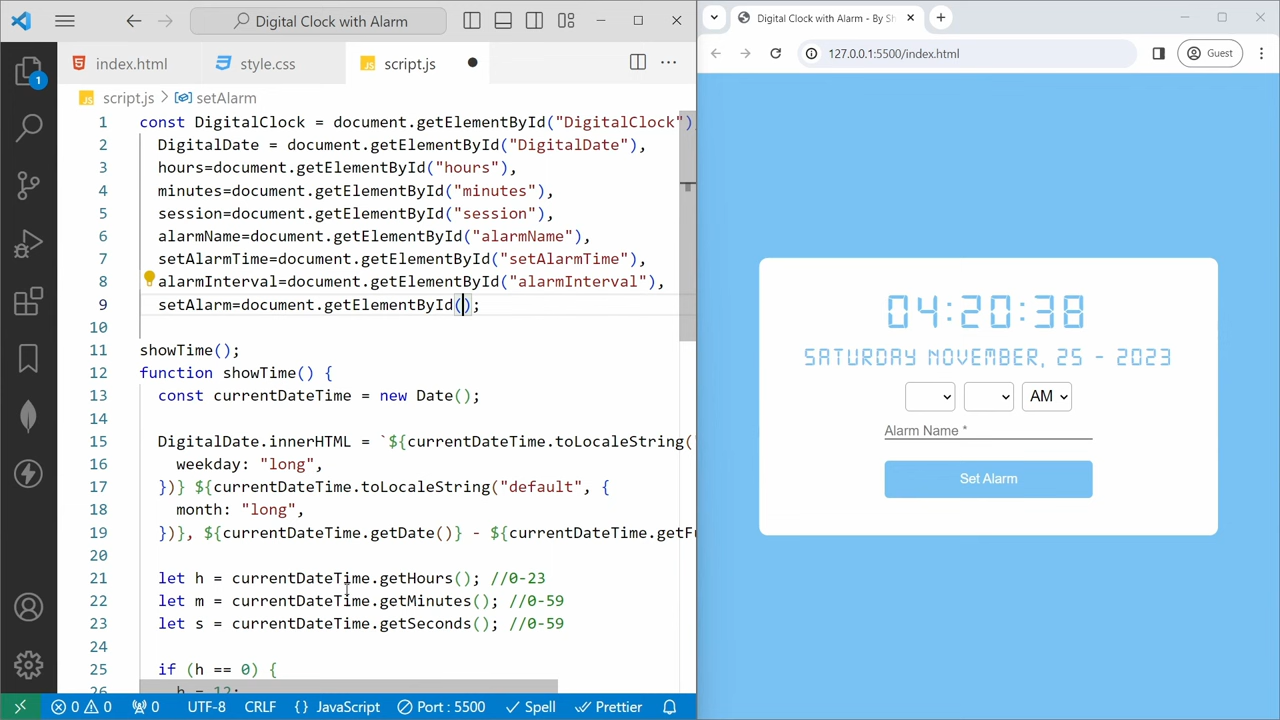 Digital Clock with Alarm
Digital Clock with Alarm - By Sh
index.html
style.css
script.js
127.0.0.1:5500/index.html
Guest
script.js > setAlarm
1 const DigitalClock = document.getElementById("DigitalClock")
2 DigitalDate = document.getElementById("DigitalDate"),
3 hours=document.getElementById("hours"),
4 minutes=document.getElementById("minutes"),
5 session=document.getElementById("session"),
6 alarmName=document.getElementById("alarmName"),
7 setAlarmTime=document.getElementById("setAlarmTime"),
8 alarmInterval=document.getElementById("alarmInterval"),
9 setAlarm=document.getElementById();
10
11 showTime();
12 function showTime() {
13 const currentDateTime = new Date();
14
15 DigitalDate.innerHTML = `${currentDateTime.toLocaleString("
16 weekday: "long",
17 })} ${currentDateTime.toLocaleString("default", {
18 month: "long",
19 })}, ${currentDateTime.getDate()} - ${currentDateTime.getFu
20
21 let h = currentDateTime.getHours(); //0-23
22 let m = currentDateTime.getMinutes(); //0-59
23 let s = currentDateTime.getSeconds(); //0-59
24
25 if (h == 0) {
26 h = 12;
1
0 0 0 UTF-8 CRLF {} JavaScript Port : 5500 Spell Prettier
04:20:38
SATURDAY NOVEMBER, 25 - 2023
AM
Alarm Name *
Set Alarm